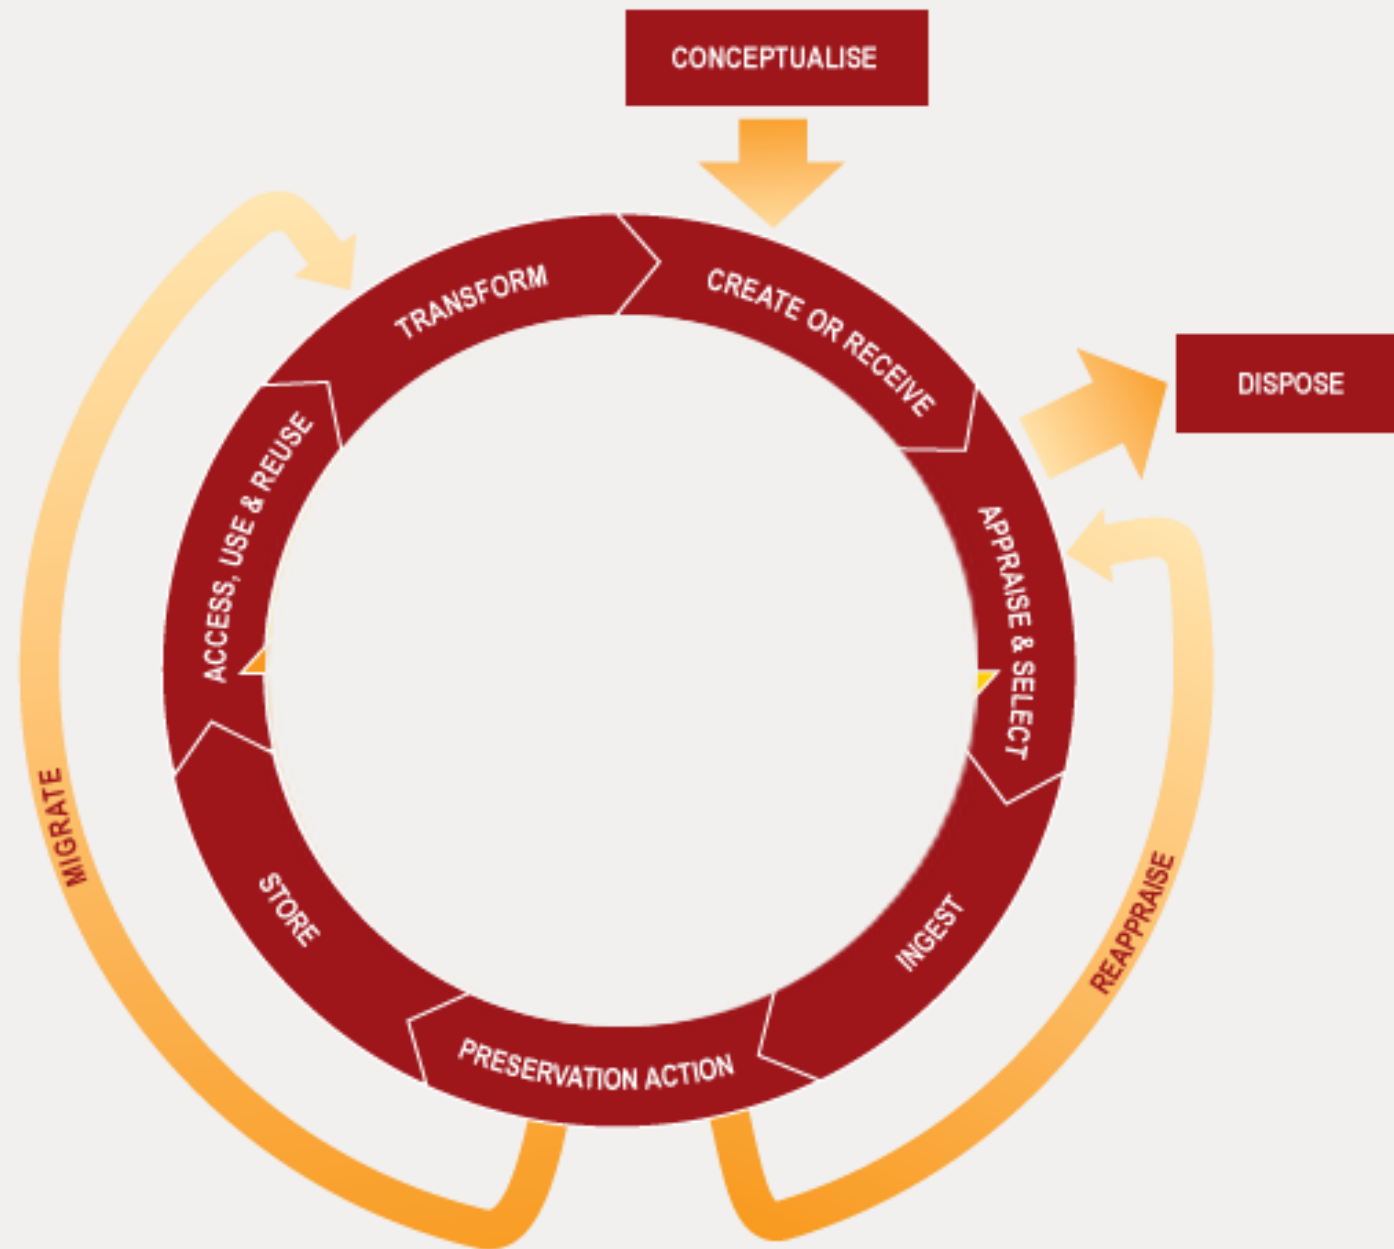 CONCEPTUALISE
TRANSFORM
CREATE OR RECEIVE
DISPOSE
ACCESS, USE & REUSE
APPRAISE & SELECT
MIGRATE
STORE
INGEST
REAPPRAISE
PRESERVATION ACTION